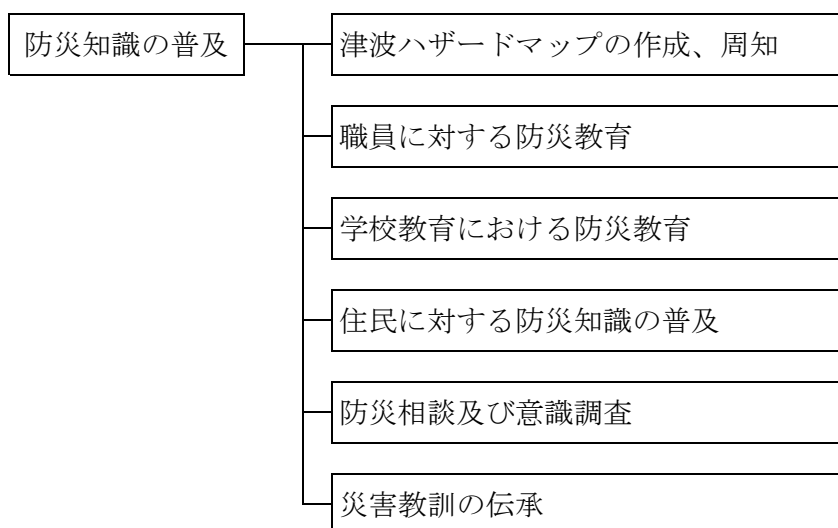 防災知識の普及
津波ハザードマップの作成、周知
職員に対する防災教育
学校教育における防災教育
住民に対する防災知識の普及
防災相談及び意識調査
災害教訓の伝承